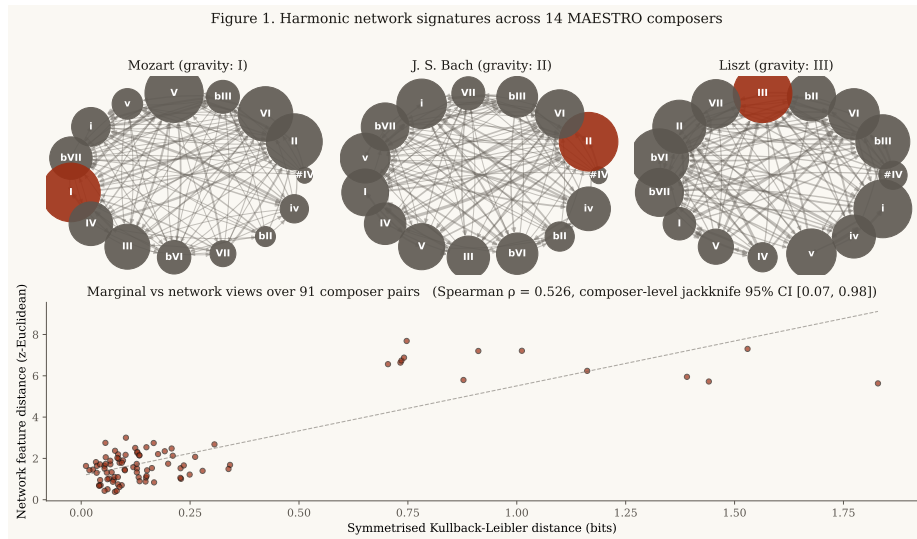 Figure 1. Harmonic network signatures across 14 MAESTRO composers
Mozart (gravity: I)
V
bIII
VI
II
#IV
iv
bII
VII
bVI
III
IV
I
bVII
i
v
J. S. Bach (gravity: II)
VII
bIII
VI
II
#IV
iv
bII
bVI
III
V
IV
I
v
bVII
i
Liszt (gravity: III)
III
bII
VI
bIII
#IV
i
iv
v
IV
V
I
bVII
bVI
II
VII
Marginal vs network views over 91 composer pairs (Spearman ρ = 0.526, composer-level jackknife 95% CI [0.07, 0.98])
Network feature distance (z-Euclidean)
8
6
4
2
0
0.00 0.25 0.50 0.75 1.00 1.25 1.50 1.75
Symmetrised Kullback-Leibler distance (bits)